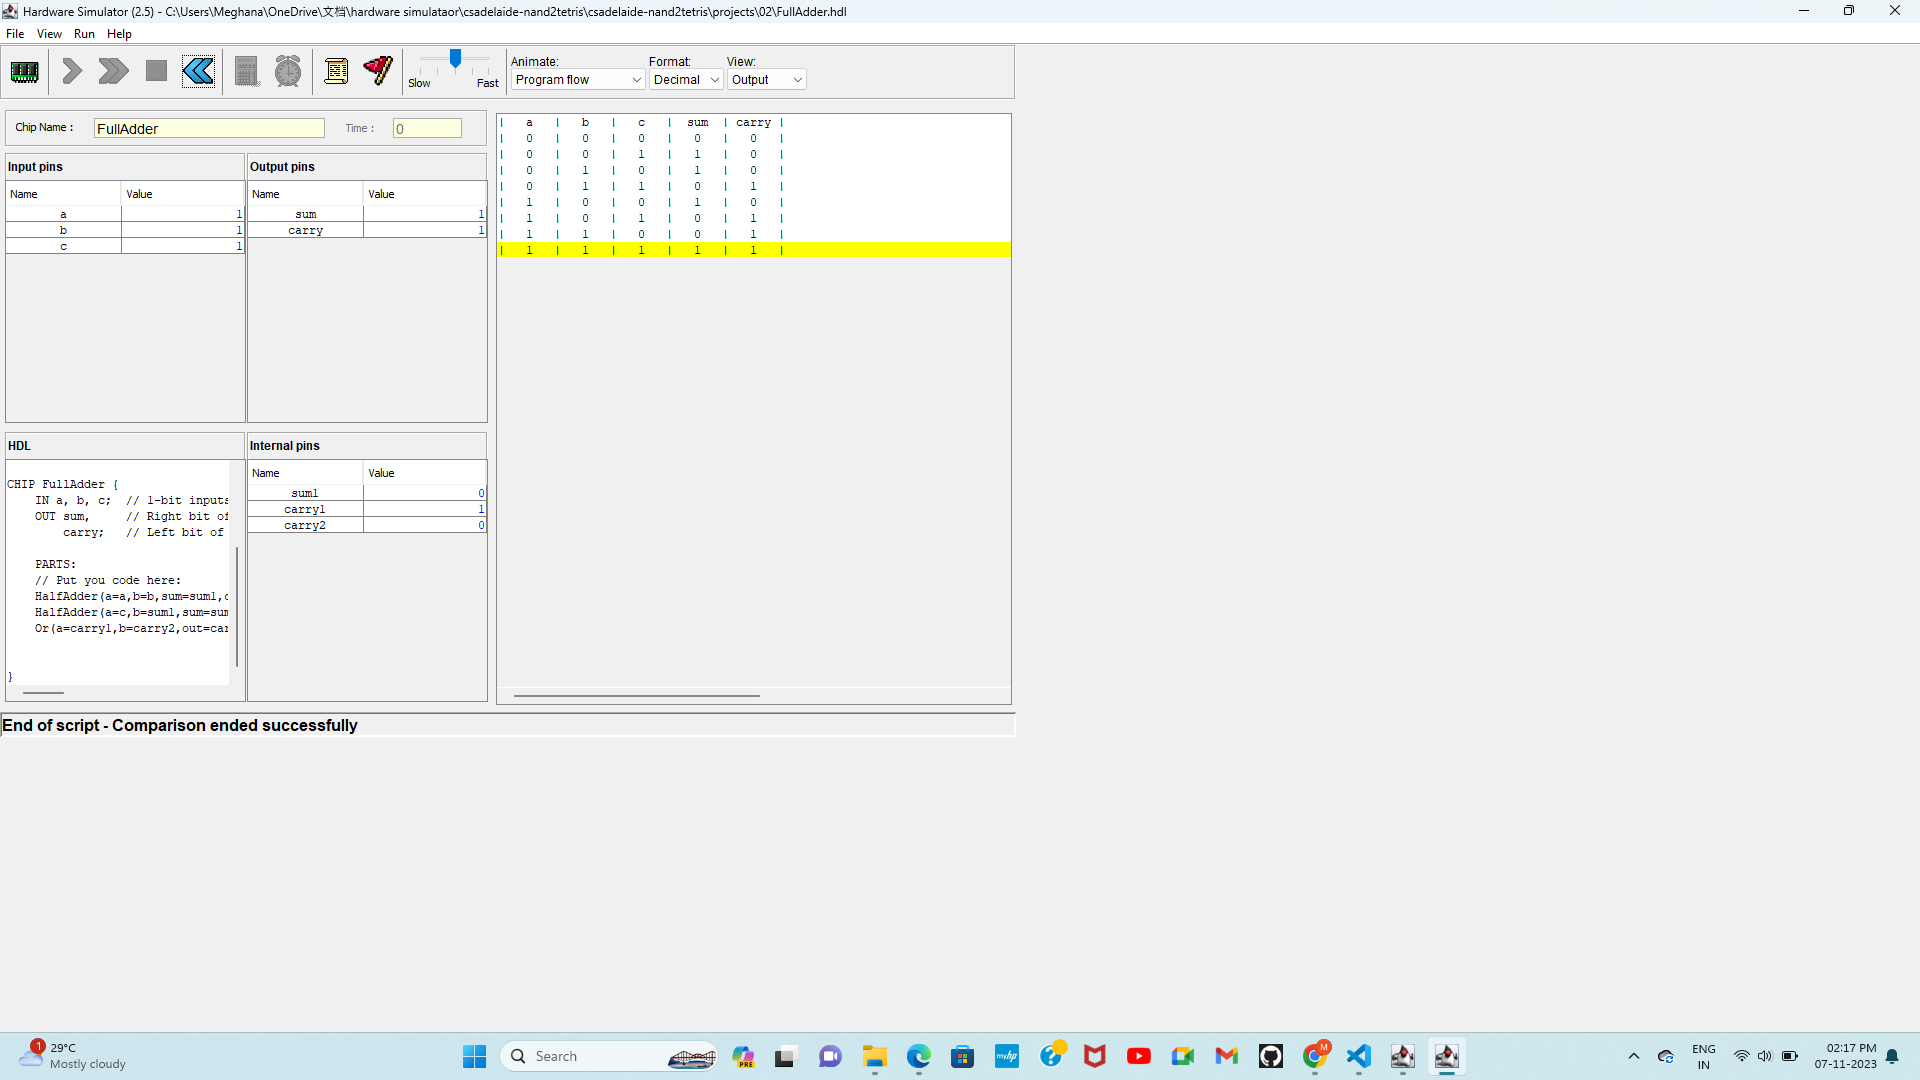 Hardware Simulator (2.5) - C:\Users\Meghana\OneDrive\文档\hardware simulataor\csadelaide-nand2tetris\csadelaide-nand2tetris\projects\02\FullAdder.hdl
File View Run Help
Slow Fast
Animate: Format: View:
Program flow Decimal Output
Chip Name : FullAdder Time : 0
Input pins
Name Value
a 1
b 1
c 1
Output pins
Name Value
sum 1
carry 1
HDL
CHIP FullAdder {
IN a, b, c; // 1-bit inputs
OUT sum, // Right bit of
carry; // Left bit of
PARTS:
// Put you code here:
HalfAdder(a=a,b=b,sum=sum1,c
HalfAdder(a=c,b=sum1,sum=sum
Or(a=carry1,b=carry2,out=car
}
Internal pins
Name Value
sum1 0
carry1 1
carry2 0
| a | b | c | sum | carry |
| 0 | 0 | 0 | 0 | 0 |
| 0 | 0 | 1 | 1 | 0 |
| 0 | 1 | 0 | 1 | 0 |
| 0 | 1 | 1 | 0 | 1 |
| 1 | 0 | 0 | 1 | 0 |
| 1 | 0 | 1 | 0 | 1 |
| 1 | 1 | 0 | 0 | 1 |
| 1 | 1 | 1 | 1 | 1 |
End of script - Comparison ended successfully
1
29°C
Mostly cloudy
Search
PRE
myhp
M
ENG
IN
02:17 PM
07-11-2023